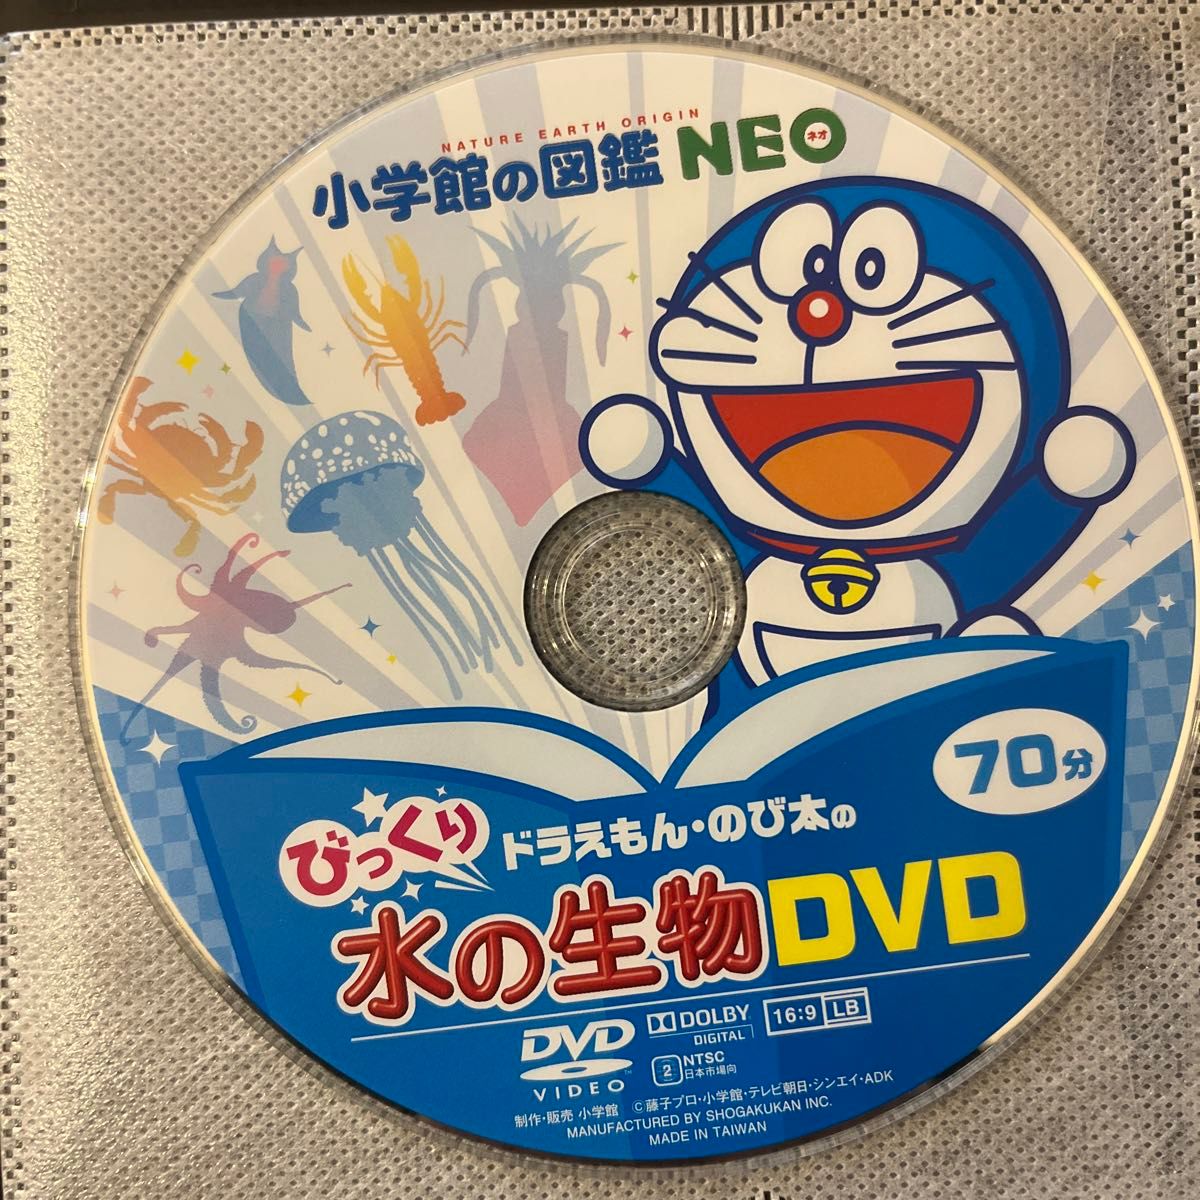 NATURE EARTH ORIGIN
小学館の図鑑 NEO
ネオ
70分
びっくり
ドラえもん・のび太の
水の生物DVD
DVD VIDEO™
DOLBY DIGITAL
16:9 LB
2 NTSC 日本市場向
制作・販売 小学館 ©藤子プロ・小学館・テレビ朝日・シンエイ・ADK
MANUFACTURED BY SHOGAKUKAN INC.
MADE IN TAIWAN